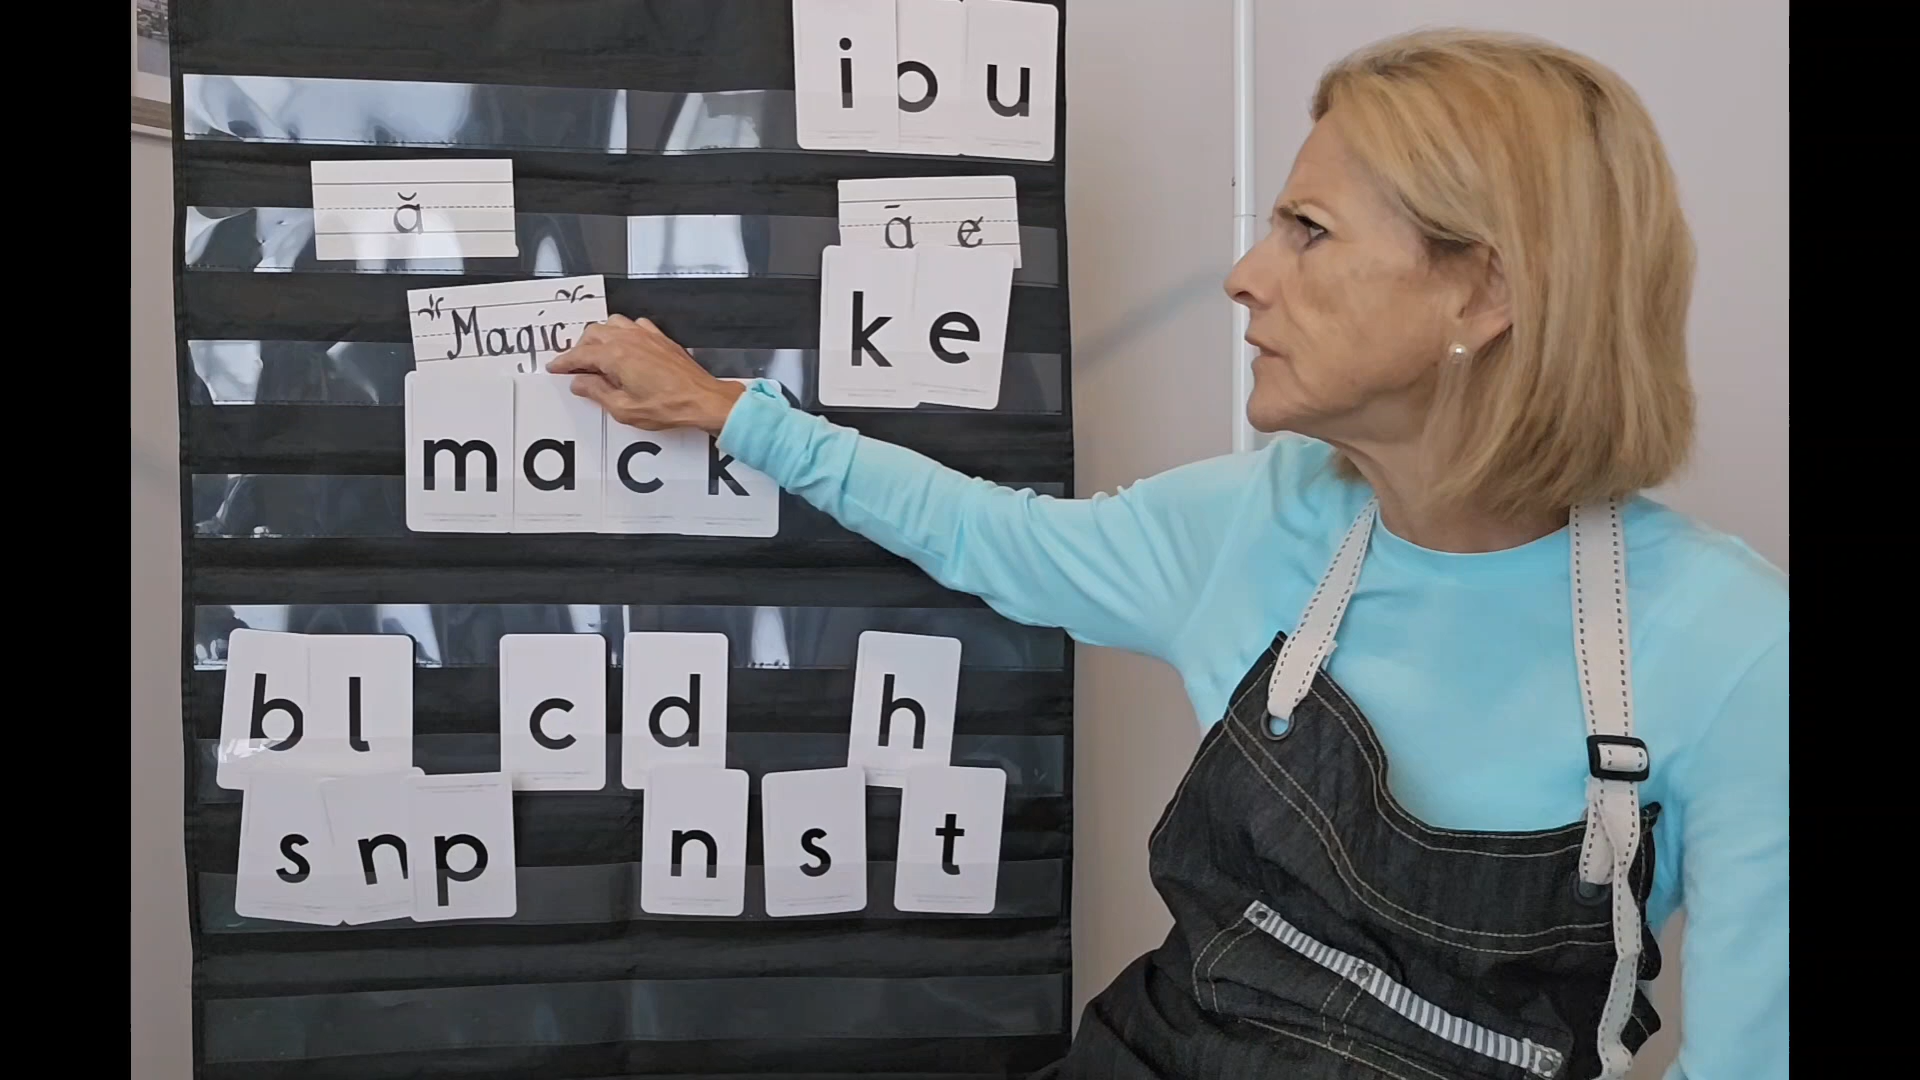 i o u
ă
ā e̸
Magic
k e
m a c k
b l c d h
s n p n s t